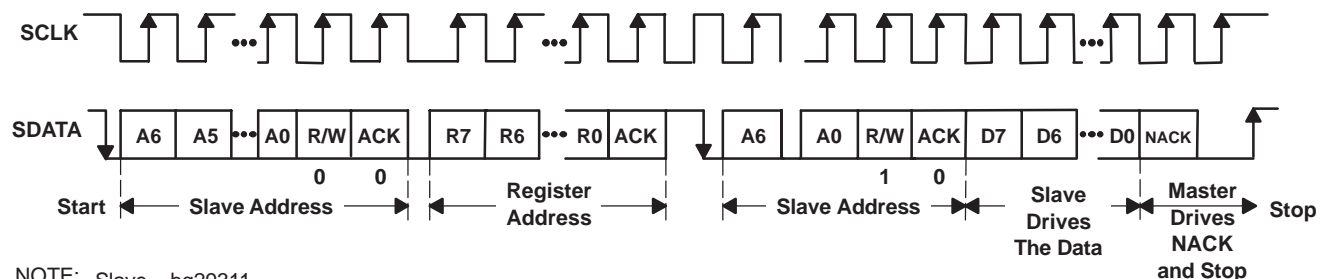 SCLK
•••
•••
•••
SDATA
A6 A5 ••• A0 R/W ACK R7 R6 ••• R0 ACK A6 A0 R/W ACK D7 D6 ••• D0 NACK
0 0 1 0
Start Slave Address Register Address Slave Address Slave Drives The Data Master Drives NACK and Stop Stop
NOTE: Slave bq29311